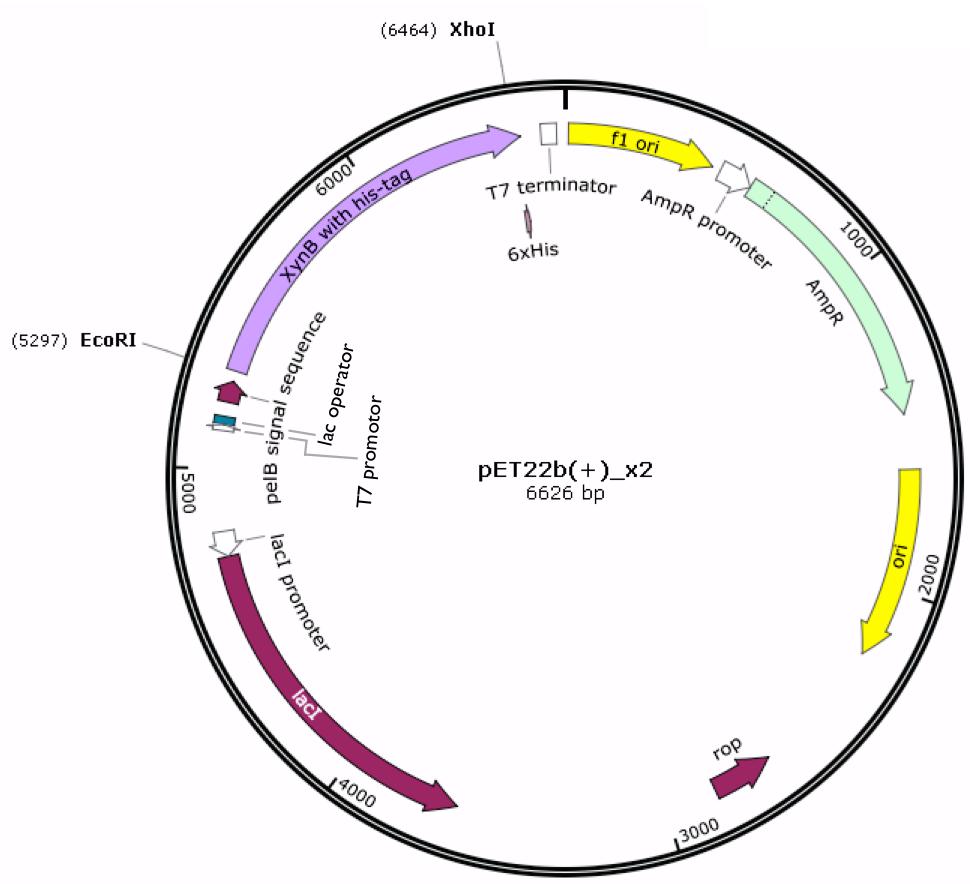 (6464) XhoI
f1 ori
T7 terminator
AmpR promoter
6xHis
6000
XynB with his-tag
1000
AmpR
(5297) EcoRI
pelB signal sequence
lac operator
T7 promotor
5000
pET22b(+)_x2
6626 bp
lacI promoter
ori
2000
lacI
rop
4000
3000